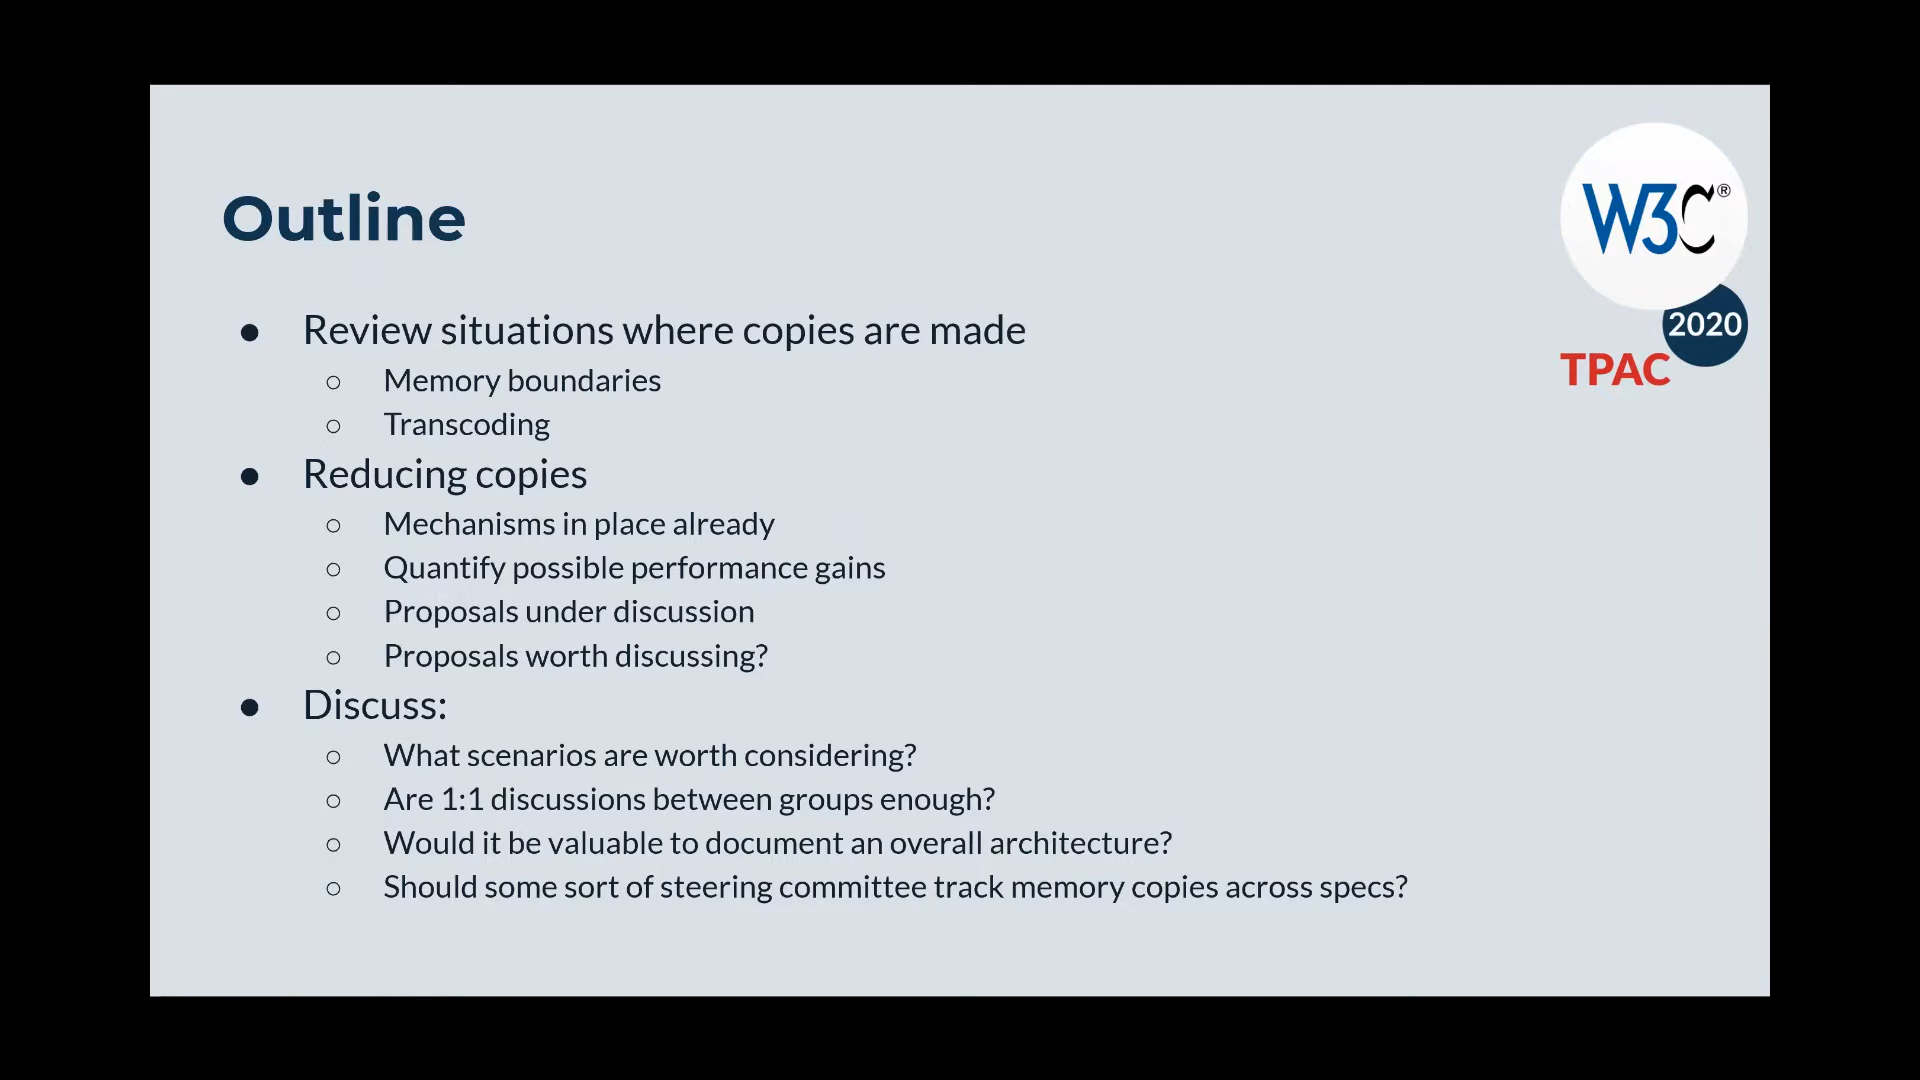 Outline
W3C®
2020
TPAC
● Review situations where copies are made
○ Memory boundaries
○ Transcoding
● Reducing copies
○ Mechanisms in place already
○ Quantify possible performance gains
○ Proposals under discussion
○ Proposals worth discussing?
● Discuss:
○ What scenarios are worth considering?
○ Are 1:1 discussions between groups enough?
○ Would it be valuable to document an overall architecture?
○ Should some sort of steering committee track memory copies across specs?